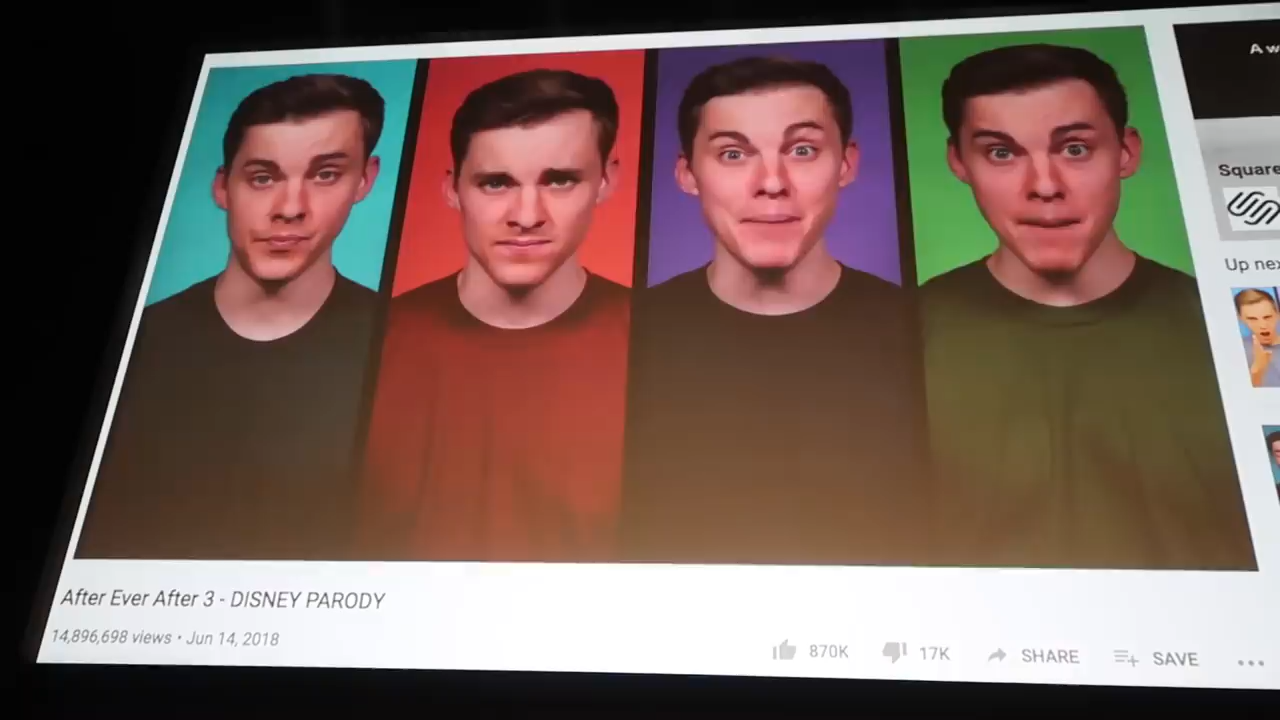 A w
Square
Up nex
After Ever After 3 - DISNEY PARODY
14,896,698 views • Jun 14, 2018
870K
17K
SHARE
SAVE